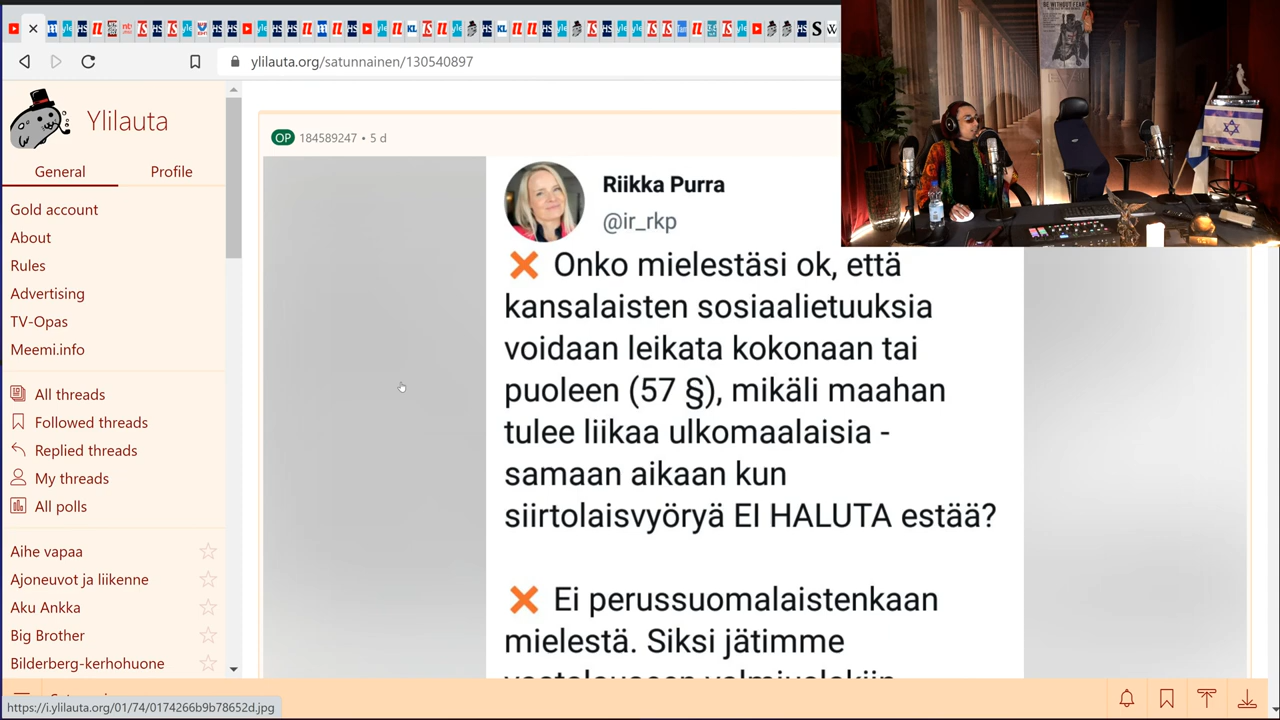 ylilauta.org/satunnainen/130540897
BE WITHOUT FEAR
Ylilauta
General
Profile
Gold account
About
Rules
Advertising
TV-Opas
Meemi.info
All threads
Followed threads
Replied threads
My threads
All polls
Aihe vapaa
Ajoneuvot ja liikenne
Aku Ankka
Big Brother
Bilderberg-kerhohuone
OP 184589247 • 5 d
Riikka Purra
@ir_rkp
❌ Onko mielestäsi ok, että
kansalaisten sosiaalietuuksia
voidaan leikata kokonaan tai
puoleen (57 §), mikäli maahan
tulee liikaa ulkomaalaisia -
samaan aikaan kun
siirtolaisvyöryä EI HALUTA estää?
❌ Ei perussuomalaistenkaan
mielestä. Siksi jätimme
https://i.ylilauta.org/01/74/0174266b9b78652d.jpg